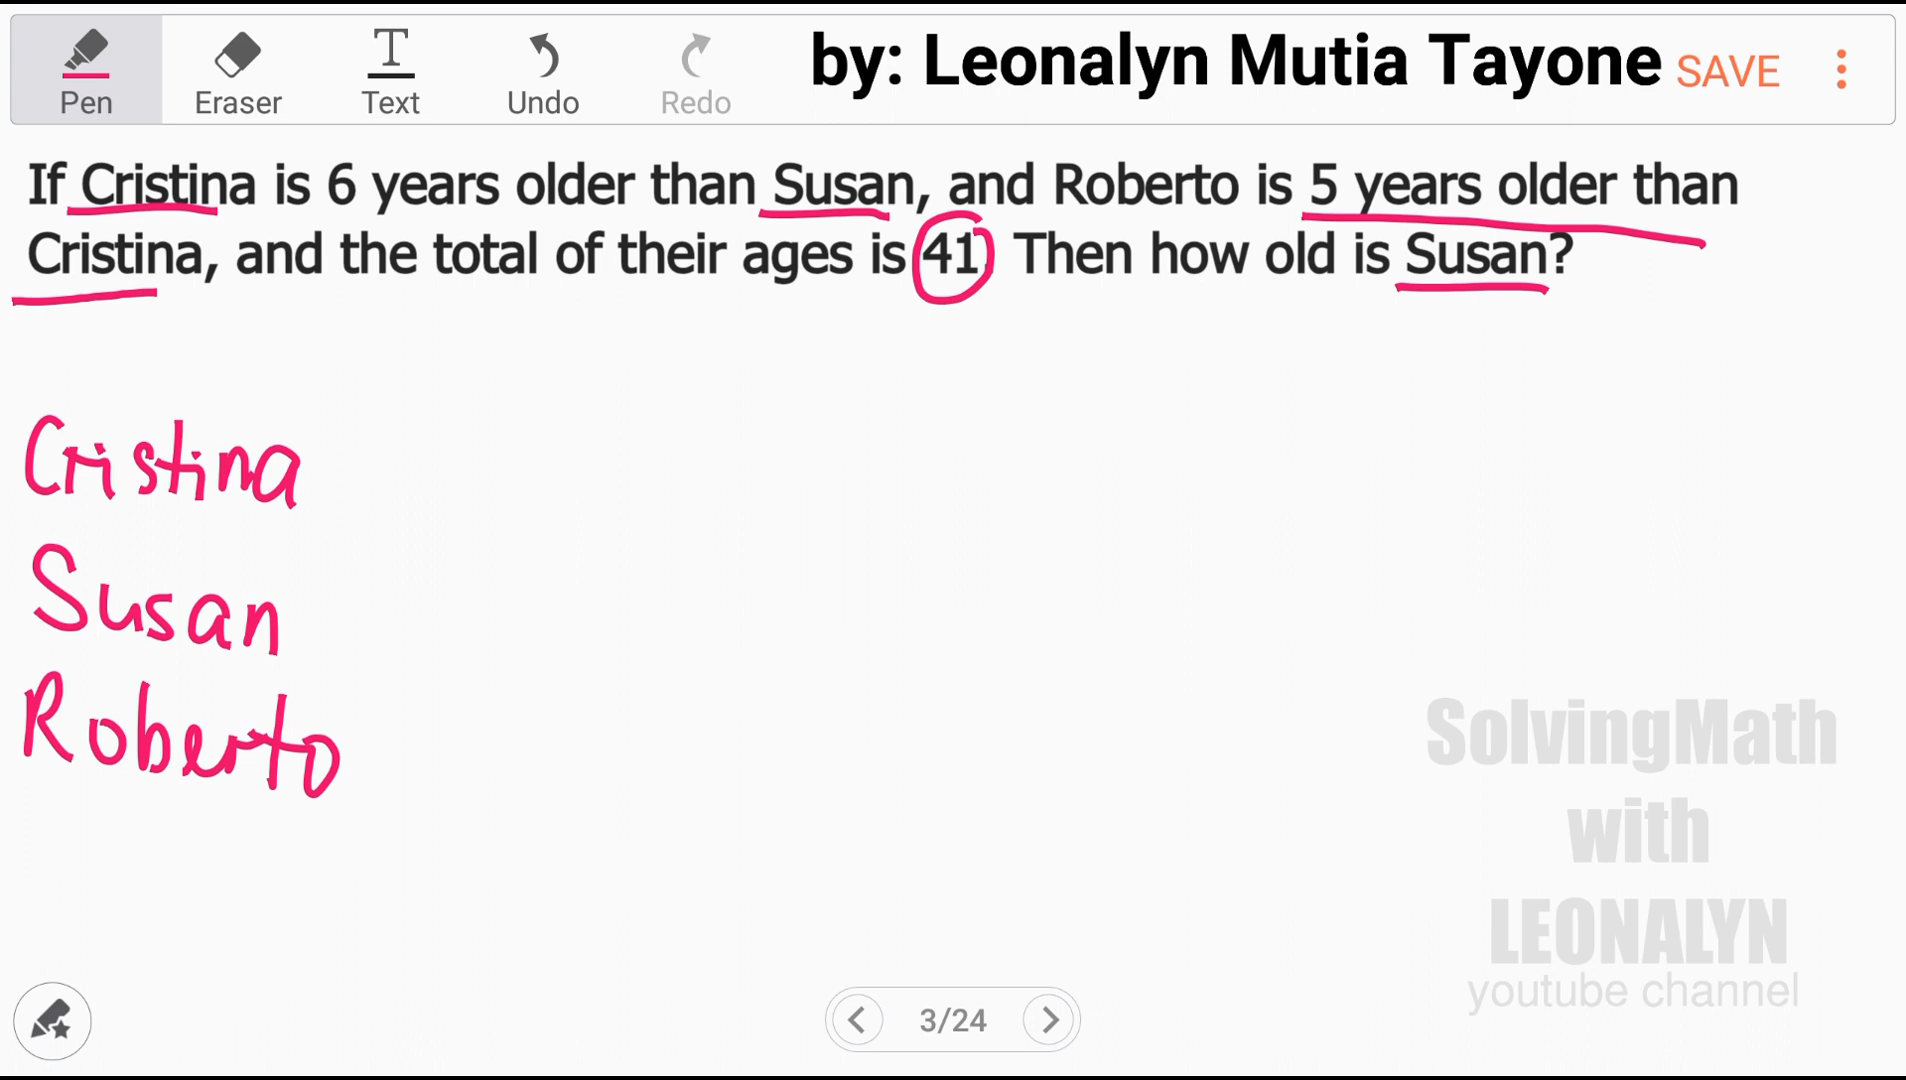 Pen Eraser Text Undo Redo by: Leonalyn Mutia Tayone SAVE
If Cristina is 6 years older than Susan, and Roberto is 5 years older than
Cristina, and the total of their ages is 41. Then how old is Susan?
Cristina
Susan
Roberto
SolvingMath
with
LEONALYN
youtube channel
3/24